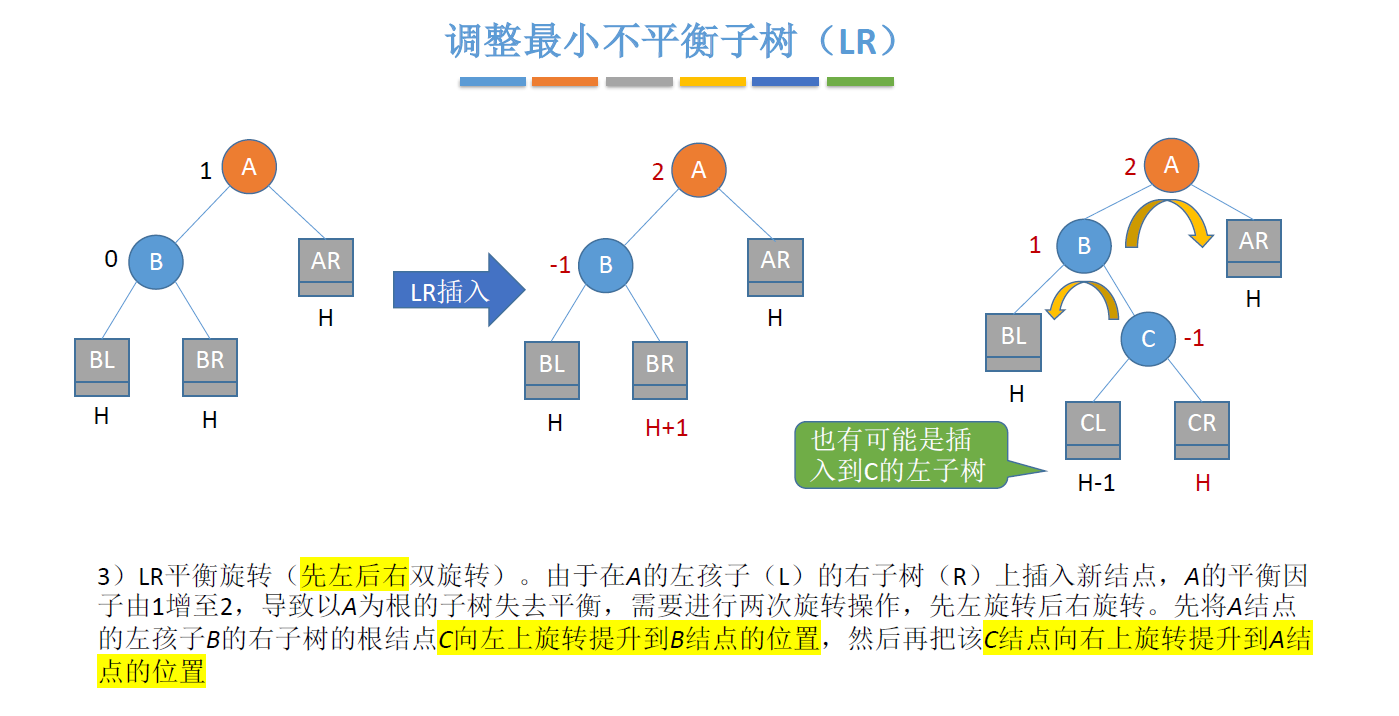 调整最小不平衡子树（LR）
1
A
0
B
AR
H
BL
BR
H
H
LR插入
2
A
-1
B
AR
H
BL
BR
H
H+1
2
A
1
B
AR
H
BL
C
-1
H
CL
CR
H-1
H
也有可能是插
入到C的左子树
3）LR平衡旋转（先左后右双旋转）。由于在A的左孩子（L）的右子树（R）上插入新结点，A的平衡因
子由1增至2，导致以A为根的子树失去平衡，需要进行两次旋转操作，先左旋转后右旋转。先将A结点
的左孩子B的右子树的根结点C向左上旋转提升到B结点的位置，然后再把该C结点向右上旋转提升到A结
点的位置